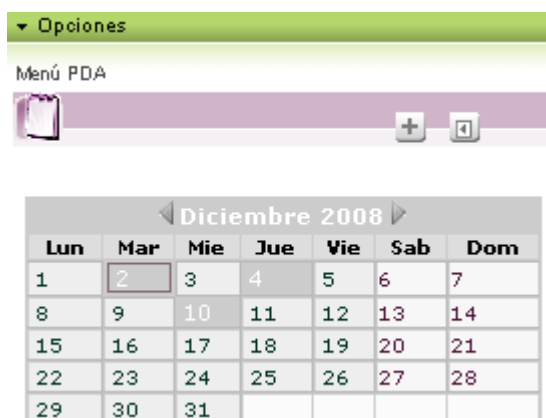 Opciones
Menú PDA
Diciembre 2008
Lun Mar Mie Jue Vie Sab Dom
1 2 3 4 5 6 7
8 9 10 11 12 13 14
15 16 17 18 19 20 21
22 23 24 25 26 27 28
29 30 31